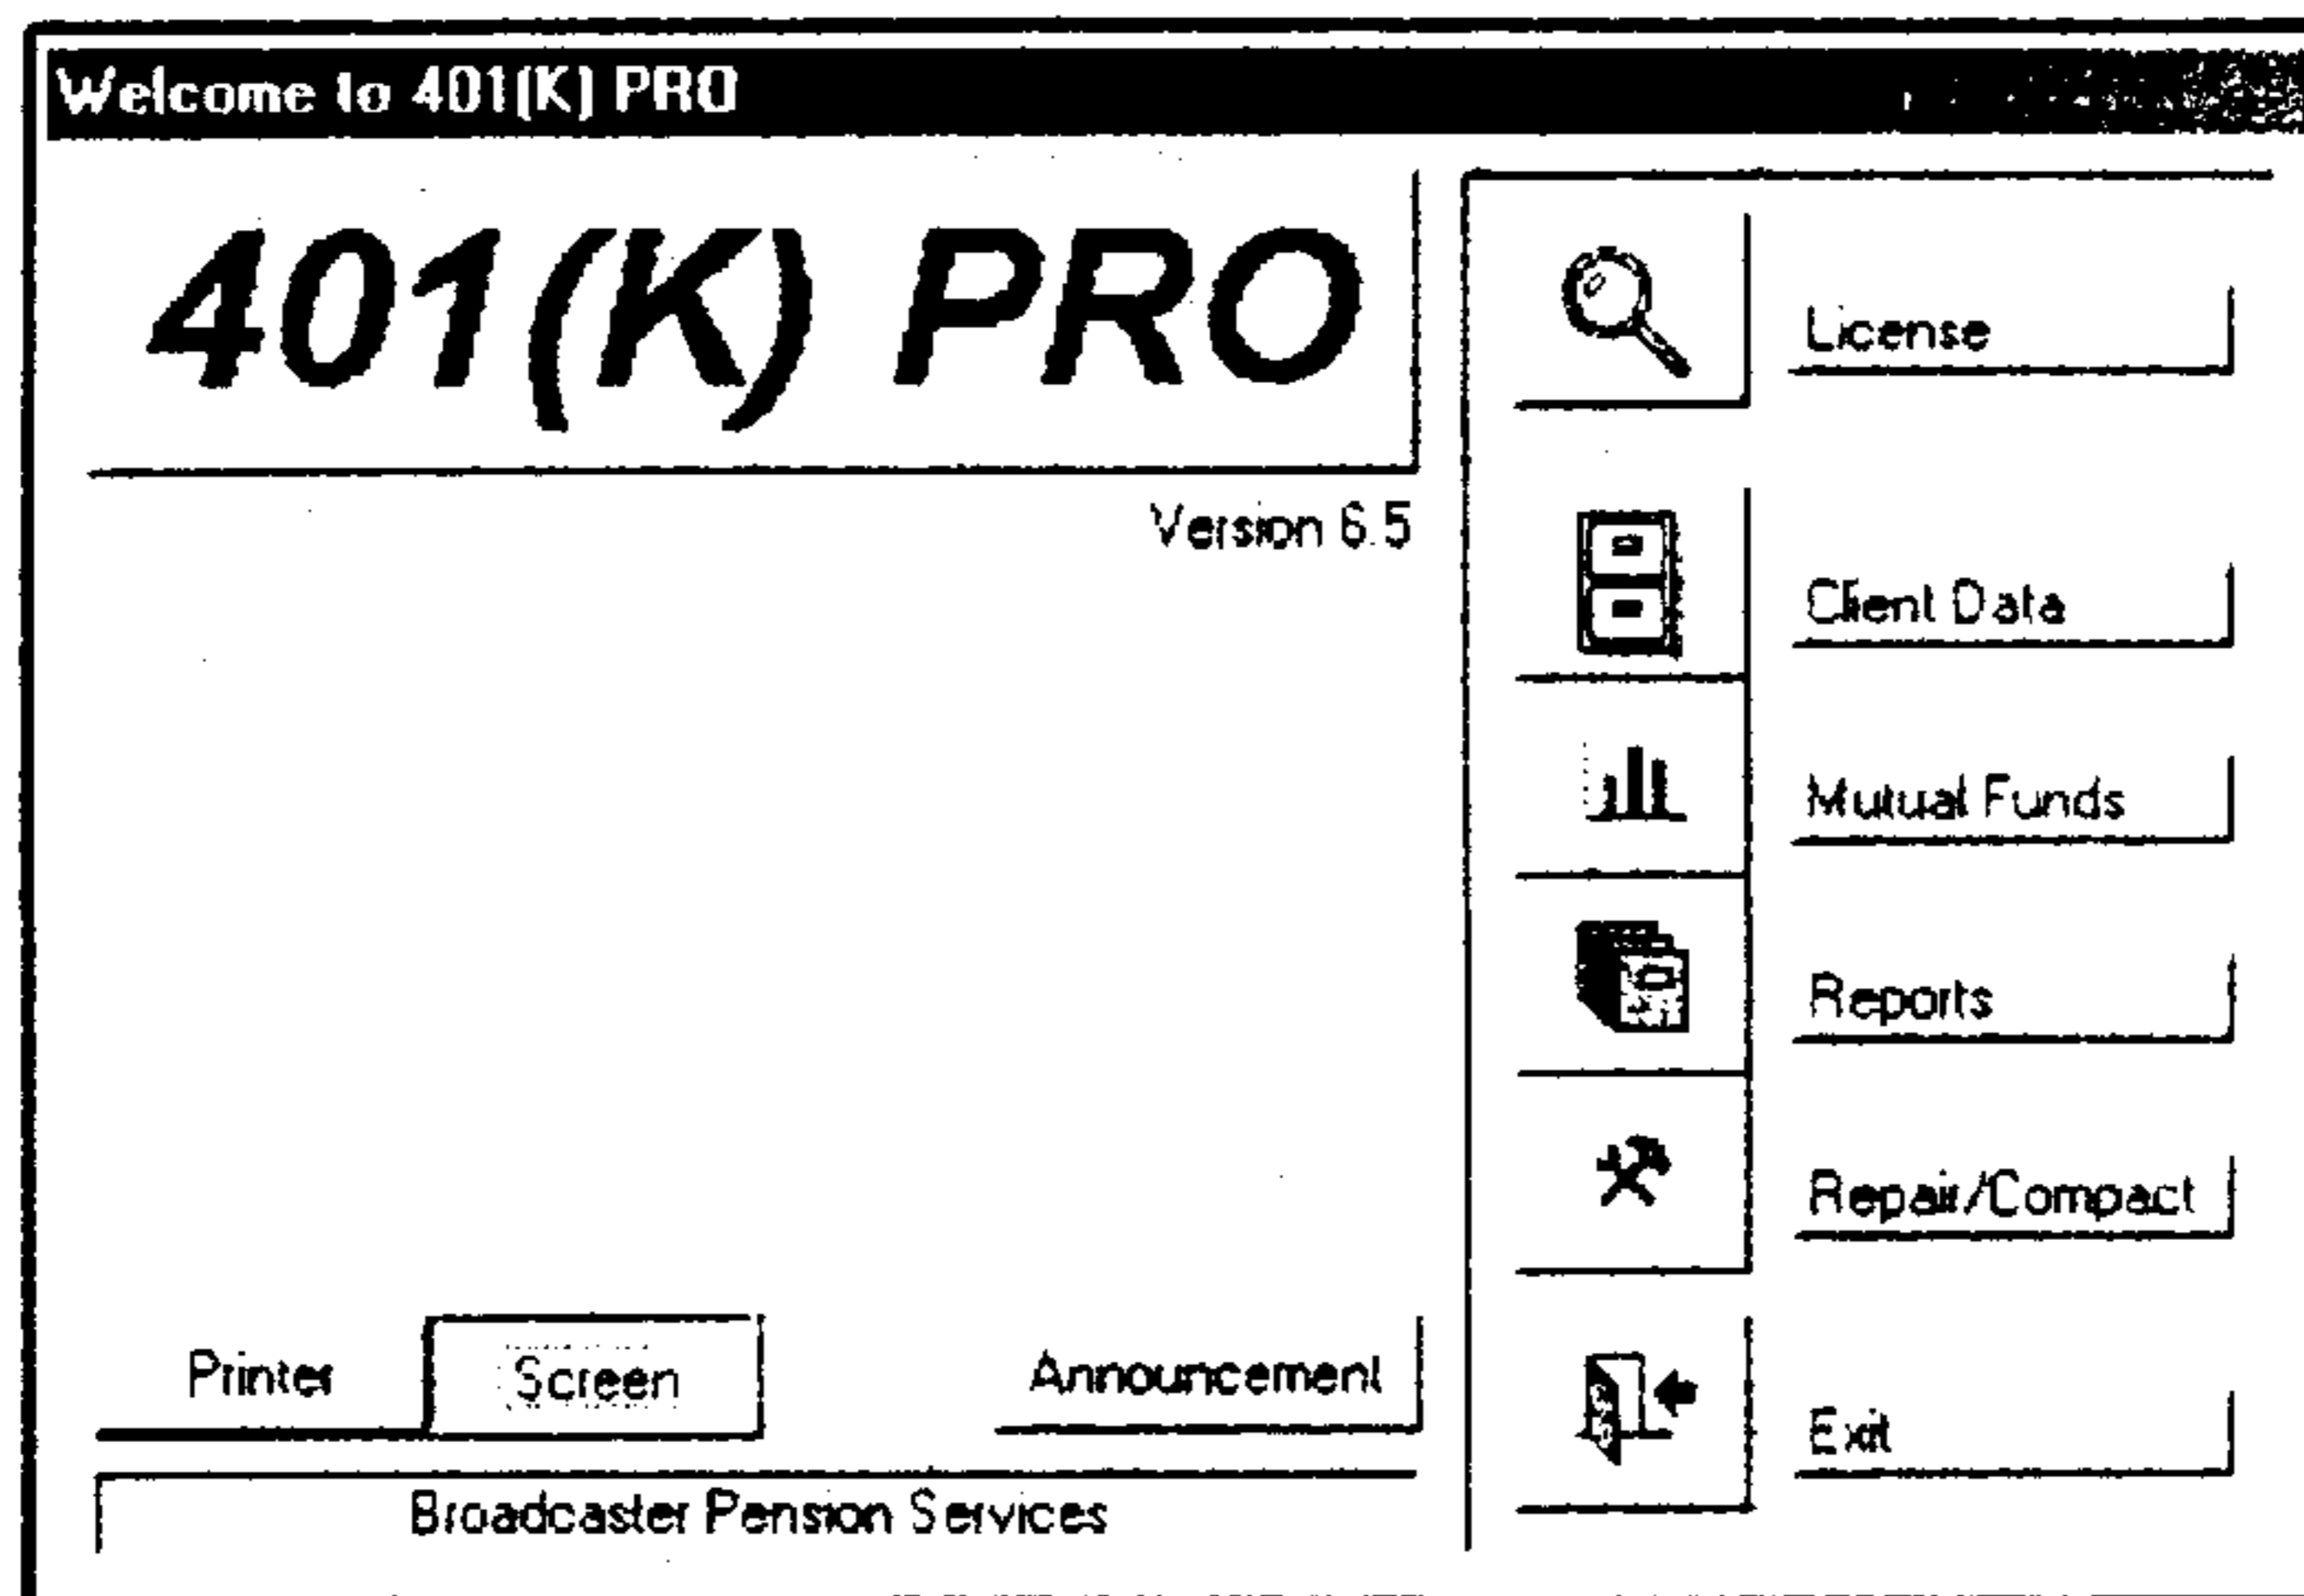 Welcome to 401(K) PRO
401(K) PRO
Version 6.5
License
Client Data
Mutual Funds
Reports
Repair/Compact
Printer
Screen
Announcement
Exit
Broadcaster Pension Services